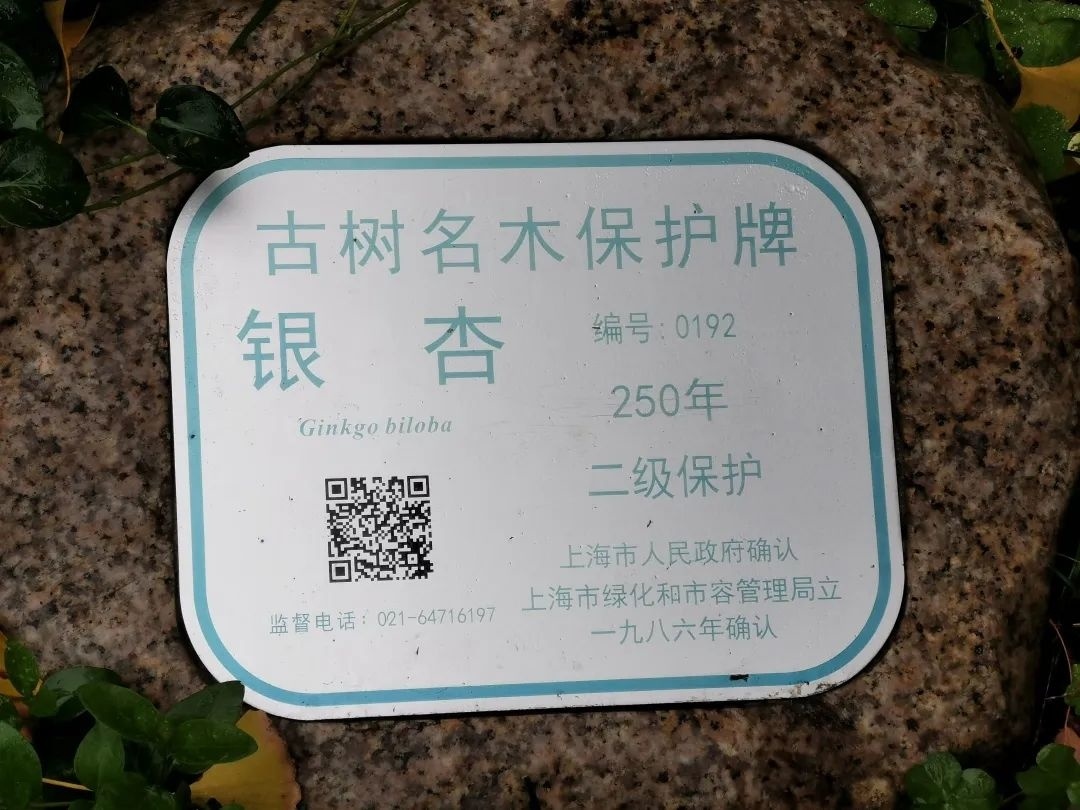 古树名木保护牌
银杏
Ginkgo biloba
编号:0192
250年
二级保护
上海市人民政府确认
上海市绿化和市容管理局立
一九八六年确认
监督电话：021-64716197